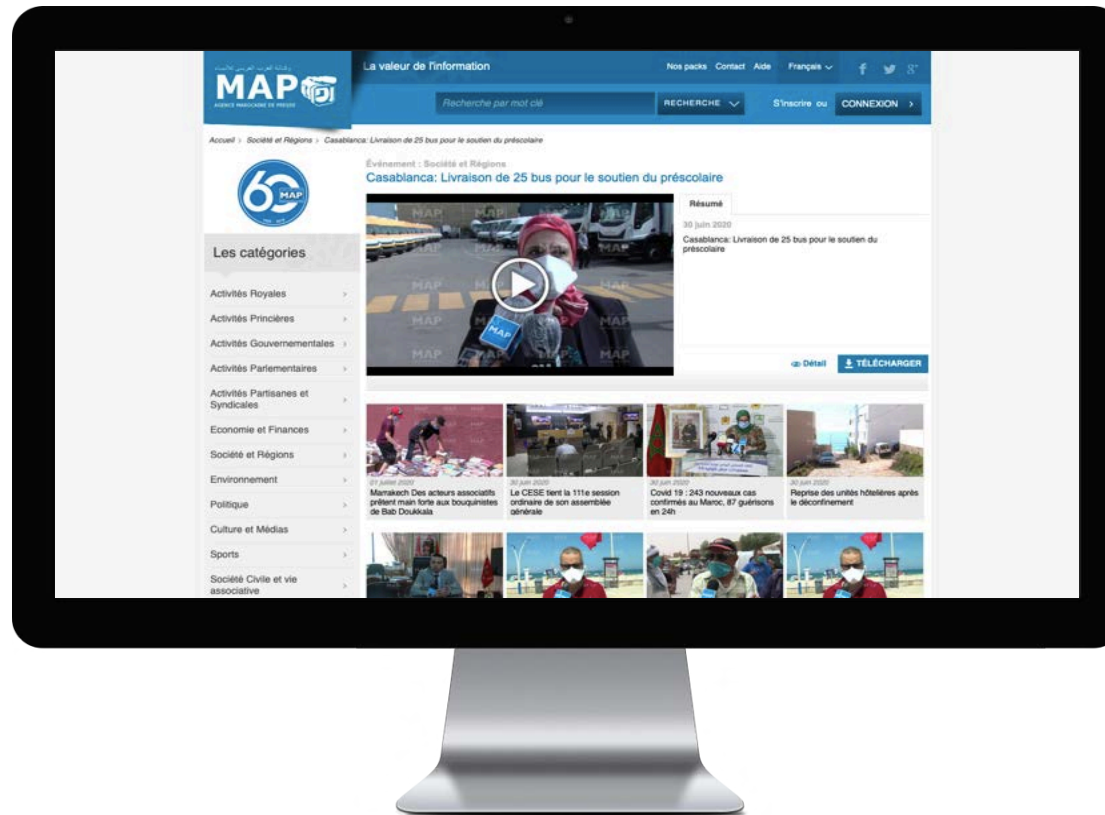 MAP
AGENCE MAROCAINE DE PRESSE
La valeur de l'information
Nos packs Contact Aide Français
Recherche par mot clé
RECHERCHE
S'inscrire ou CONNEXION
Accueil > Société et Régions > Casablanca: Livraison de 25 bus pour le soutien du préscolaire
60 MAP
Événement : Société et Régions
Casablanca: Livraison de 25 bus pour le soutien du préscolaire
MAP
Résumé
30 juin 2020
Casablanca: Livraison de 25 bus pour le soutien du
préscolaire
Détail
TÉLÉCHARGER
Les catégories
Activités Royales
Activités Princières
Activités Gouvernementales
Activités Parlementaires
Activités Partisanes et
Syndicales
Economie et Finances
Société et Régions
Environnement
Politique
Culture et Médias
Sports
Société Civile et vie
associative
01 juillet 2020
Marrakech Des acteurs associatifs
prêtent main forte aux bouquinistes
de Bab Doukkala
30 juin 2020
Le CESE tient la 111e session
ordinaire de son assemblée
générale
30 juin 2020
Covid 19 : 243 nouveaux cas
confirmés au Maroc, 87 guérisons
en 24h
30 juin 2020
Reprise des unités hôtelières après
le déconfinement